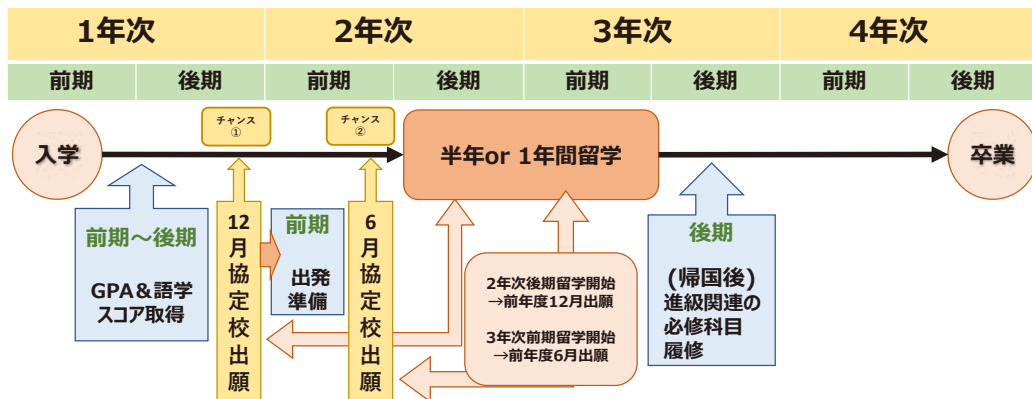 1年次 2年次 3年次 4年次
前期 後期 前期 後期 前期 後期 前期 後期
チャンス
①
チャンス
②
入学
半年or 1年間留学
卒業
前期～後期
GPA&語学
スコア取得
12月協定校出願
前期
出発
準備
6月協定校出願
2年次後期留学開始
→前年度12月出願
3年次前期留学開始
→前年度6月出願
後期
(帰国後)
進級関連の
必修科目
履修